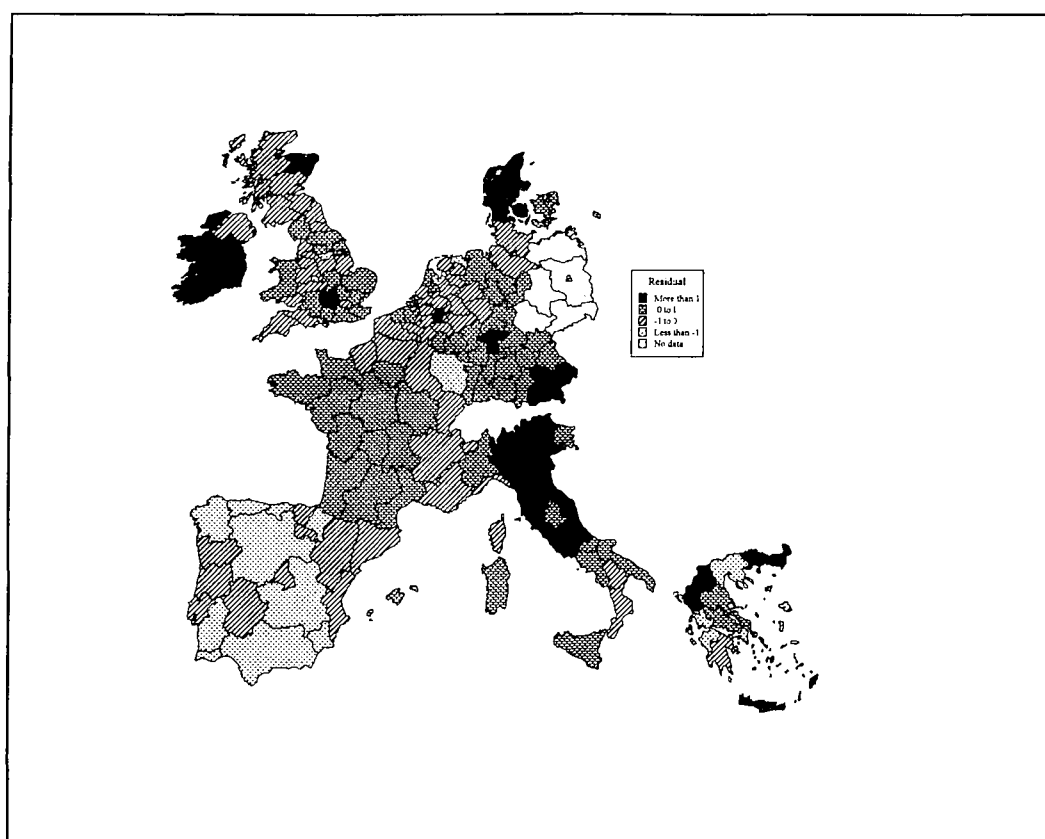 Residual
More than 1
0 to 1
-1 to 0
Less than -1
No data